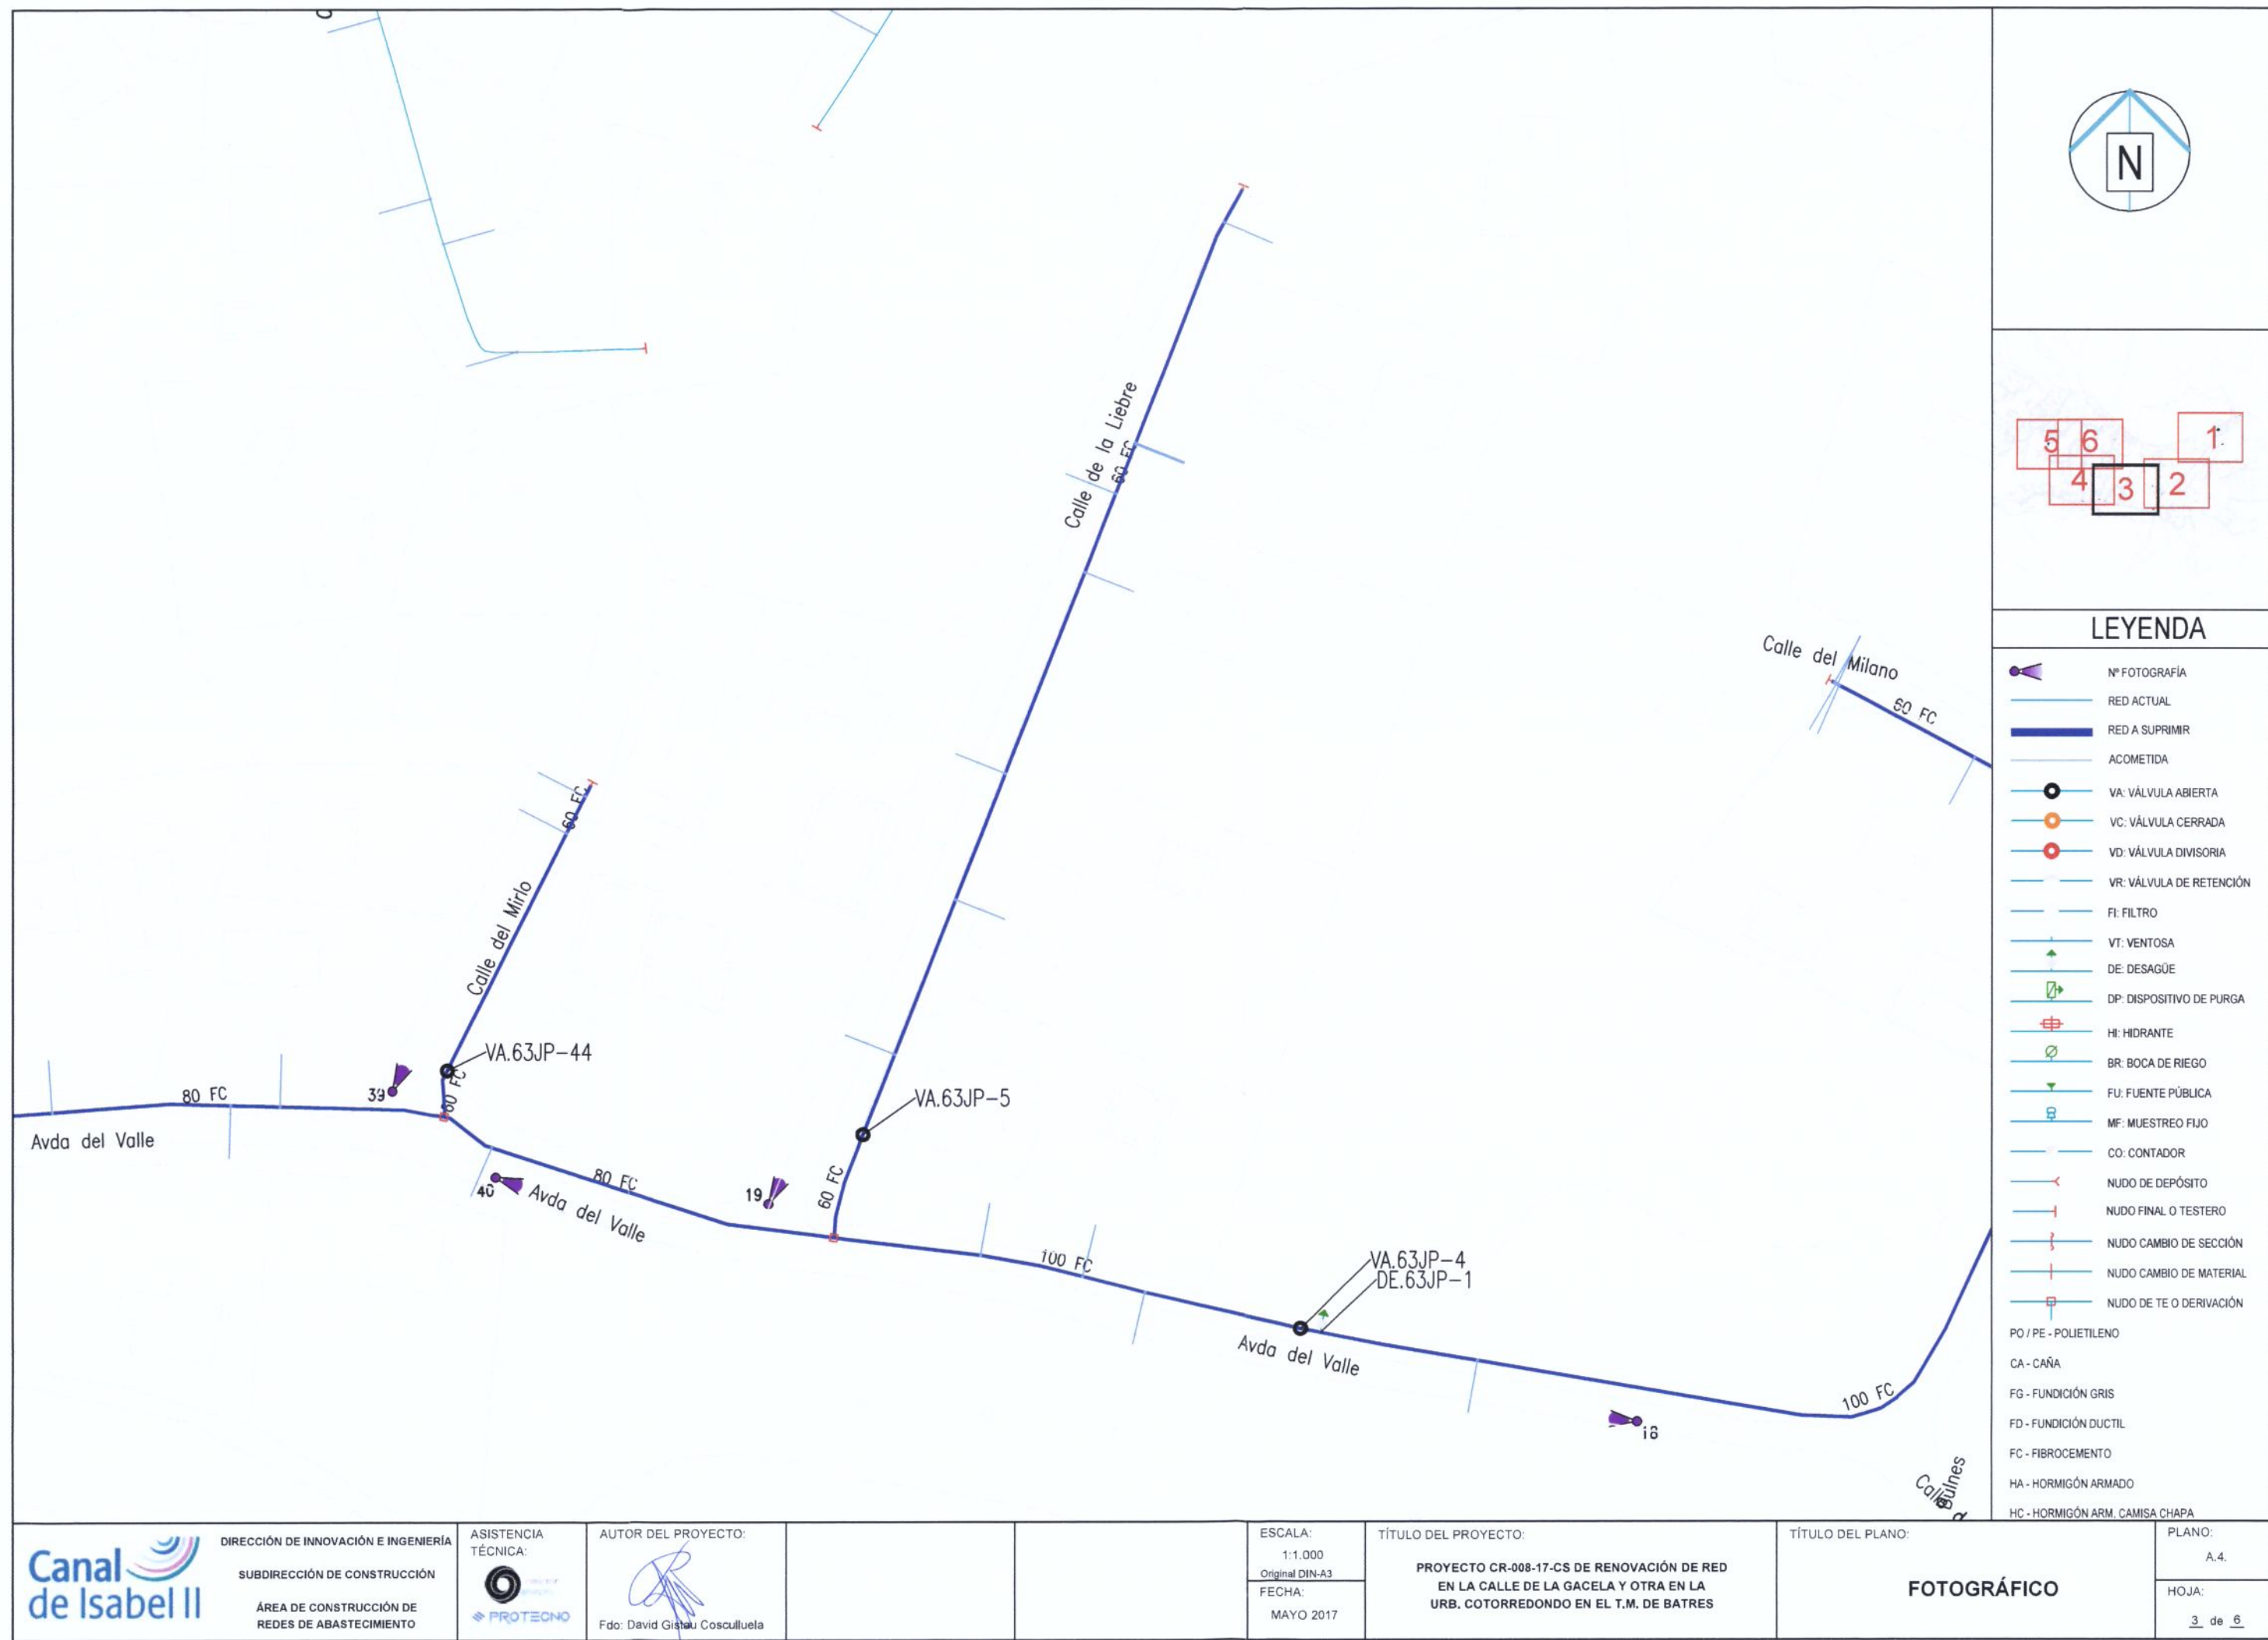 N
5
6
1
4
3
2
LEYENDA
Nº FOTOGRAFÍA
RED ACTUAL
RED A SUPRIMIR
ACOMETIDA
VA: VÁLVULA ABIERTA
VC: VÁLVULA CERRADA
VD: VÁLVULA DIVISORIA
VR: VÁLVULA DE RETENCIÓN
FI: FILTRO
VT: VENTOSA
DE: DESAGÜE
DP: DISPOSITIVO DE PURGA
HI: HIDRANTE
BR: BOCA DE RIEGO
FU: FUENTE PÚBLICA
MF: MUESTREO FIJO
CO: CONTADOR
NUDO DE DEPÓSITO
NUDO FINAL O TESTERO
NUDO CAMBIO DE SECCIÓN
NUDO CAMBIO DE MATERIAL
NUDO DE TE O DERIVACIÓN
PO / PE - POLIETILENO
CA - CAÑA
FG - FUNDICIÓN GRIS
FD - FUNDICIÓN DUCTIL
FC - FIBROCEMENTO
HA - HORMIGÓN ARMADO
HC - HORMIGÓN ARM. CAMISA CHAPA
Calle de la Liebre
60 FC
Calle del Milano
60 FC
60 FC
Calle del Mirlo
VA.63JP-44
60 FC
39
80 FC
Avda del Valle
VA.63JP-5
60 FC
19
40
80 FC
Avda del Valle
100 FC
VA.63JP-4
DE.63JP-1
Avda del Valle
100 FC
18
Calle
Bulnes
Canal
de Isabel II
DIRECCIÓN DE INNOVACIÓN E INGENIERÍA
SUBDIRECCIÓN DE CONSTRUCCIÓN
ÁREA DE CONSTRUCCIÓN DE
REDES DE ABASTECIMIENTO
ASISTENCIA
TÉCNICA:
PROTECNO
AUTOR DEL PROYECTO:
Fdo: David Gistau Cosculluela
ESCALA:
1:1.000
Original DIN-A3
FECHA:
MAYO 2017
TÍTULO DEL PROYECTO:
PROYECTO CR-008-17-CS DE RENOVACIÓN DE RED
EN LA CALLE DE LA GACELA Y OTRA EN LA
URB. COTORREDONDO EN EL T.M. DE BATRES
TÍTULO DEL PLANO:
FOTOGRÁFICO
PLANO:
A.4.
HOJA:
3 de 6